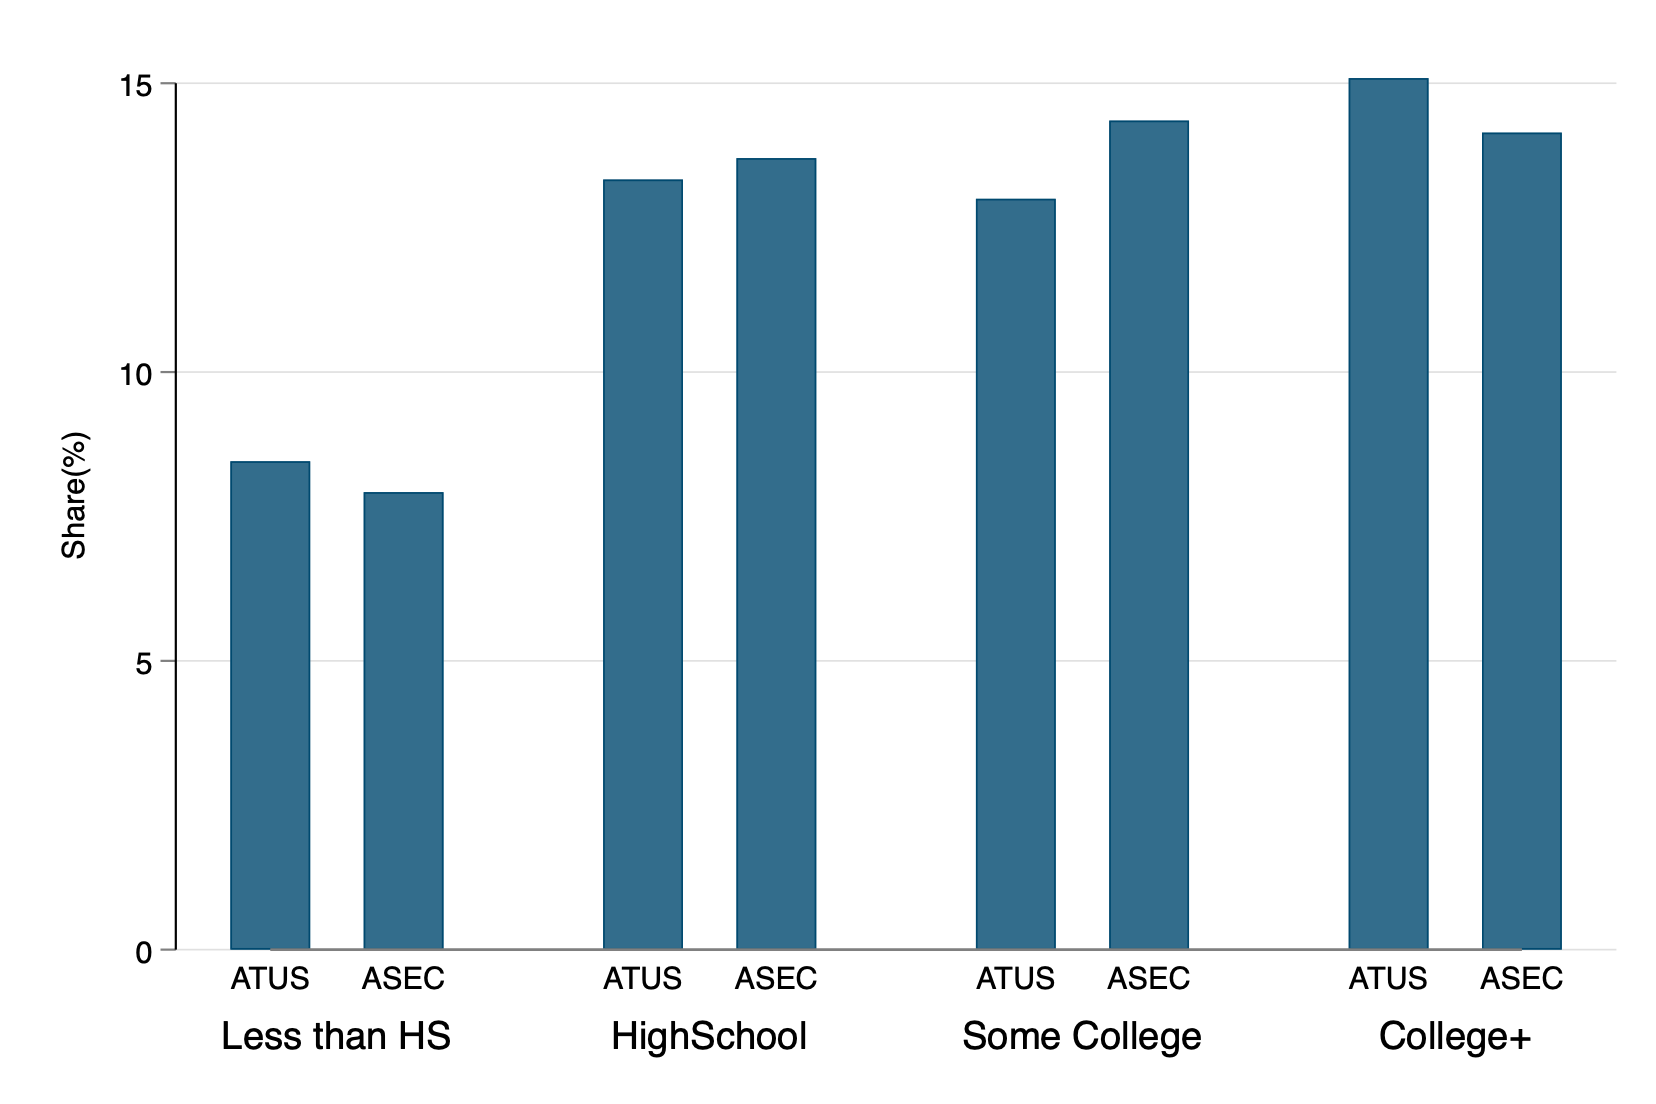 15
10
5
0
Share(%)
ATUS ASEC ATUS ASEC ATUS ASEC ATUS ASEC
Less than HS HighSchool Some College College+